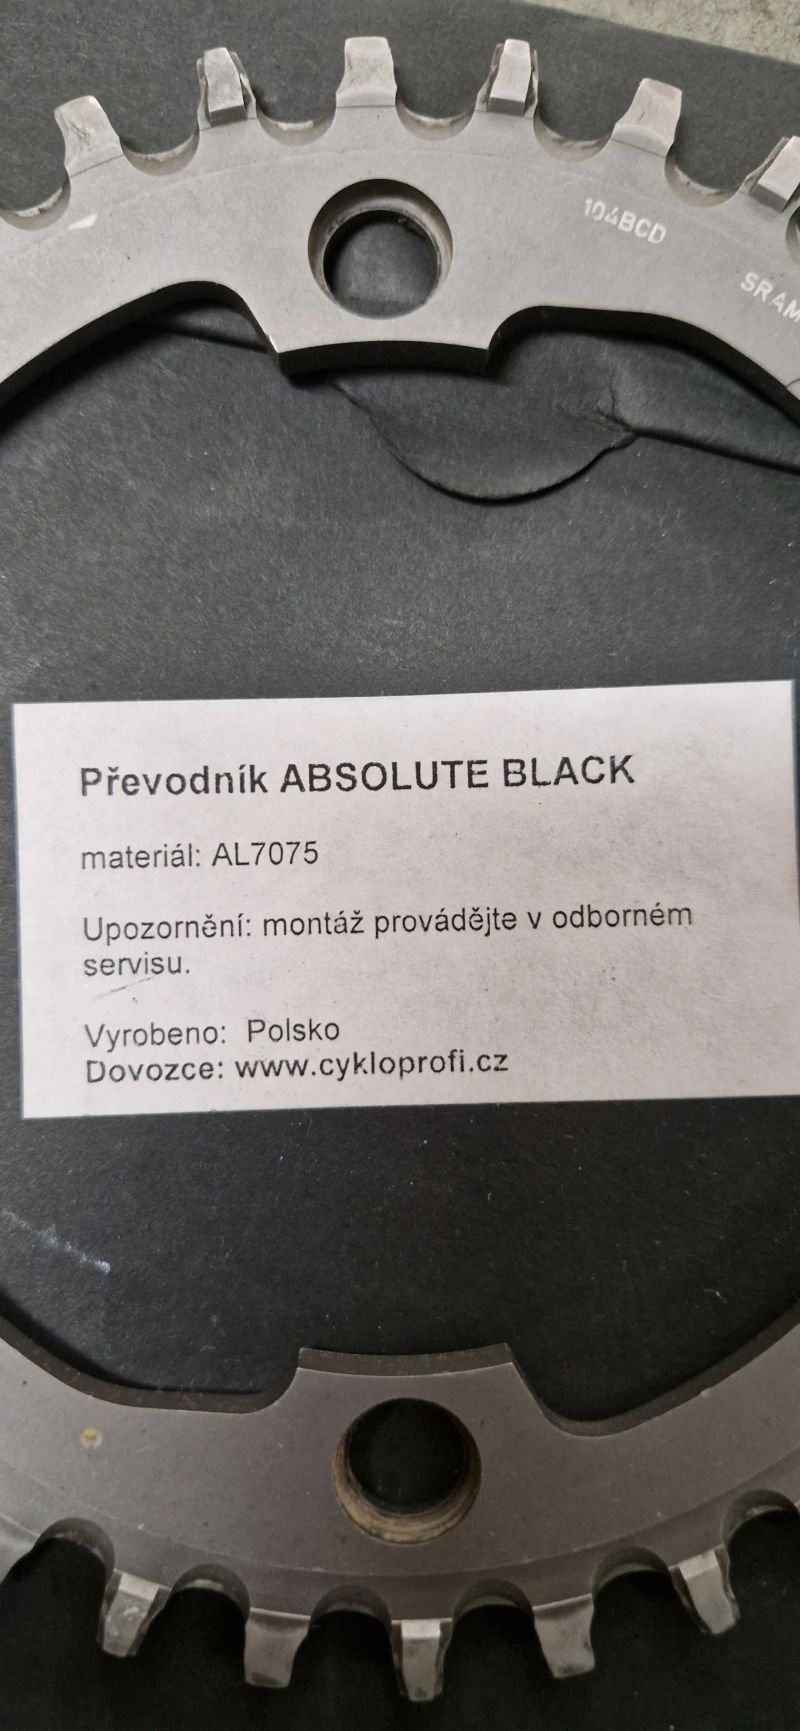 104BCD
SRAM
Převodník ABSOLUTE BLACK
materiál: AL7075
Upozornění: montáž provádějte v odborném
servisu.
Vyrobeno: Polsko
Dovozce: www.cykloprofi.cz